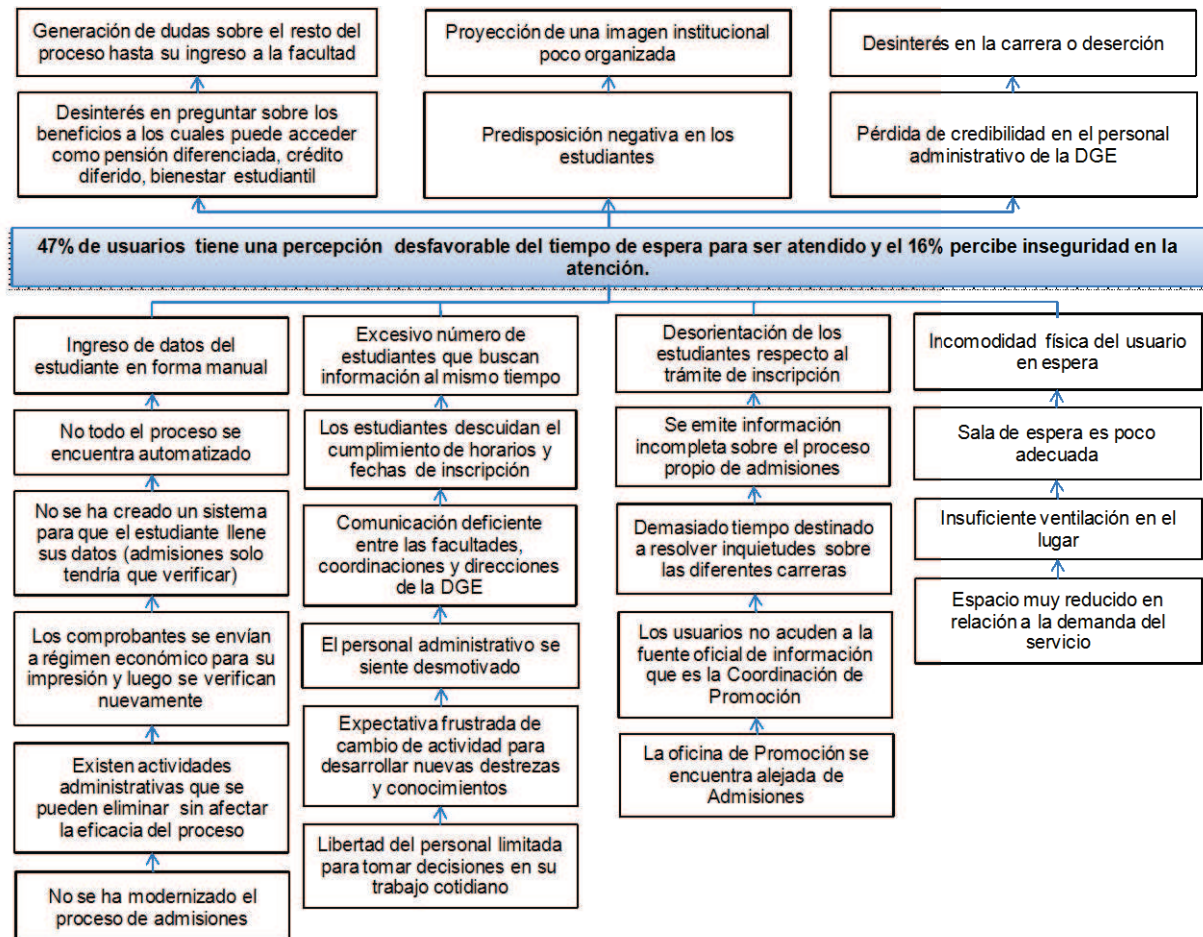 Generación de dudas sobre el resto del
proceso hasta su ingreso a la facultad
Proyección de una imagen institucional
poco organizada
Desinterés en la carrera o deserción
Desinterés en preguntar sobre los
beneficios a los cuales puede acceder
como pensión diferenciada, crédito
diferido, bienestar estudiantil
Predisposición negativa en los
estudiantes
Pérdida de credibilidad en el personal
administrativo de la DGE
47% de usuarios tiene una percepción desfavorable del tiempo de espera para ser atendido y el 16% percibe inseguridad en la
atención.
Ingreso de datos del
estudiante en forma manual
No todo el proceso se
encuentra automatizado
No se ha creado un sistema
para que el estudiante llene
sus datos (admisiones solo
tendría que verificar)
Los comprobantes se envían
a régimen económico para su
impresión y luego se verifican
nuevamente
Existen actividades
administrativas que se
pueden eliminar sin afectar
la eficacia del proceso
No se ha modernizado el
proceso de admisiones
Excesivo número de
estudiantes que buscan
información al mismo tiempo
Los estudiantes descuidan el
cumplimiento de horarios y
fechas de inscripción
Comunicación deficiente
entre las facultades,
coordinaciones y direcciones
de la DGE
El personal administrativo se
siente desmotivado
Expectativa frustrada de
cambio de actividad para
desarrollar nuevas destrezas
y conocimientos
Libertad del personal limitada
para tomar decisiones en su
trabajo cotidiano
Desorientación de los
estudiantes respecto al
trámite de inscripción
Se emite información
incompleta sobre el proceso
propio de admisiones
Demasiado tiempo destinado
a resolver inquietudes sobre
las diferentes carreras
Los usuarios no acuden a la
fuente oficial de información
que es la Coordinación de
Promoción
La oficina de Promoción se
encuentra alejada de
Admisiones
Incomodidad física del usuario
en espera
Sala de espera es poco
adecuada
Insuficiente ventilación en el
lugar
Espacio muy reducido en
relación a la demanda del
servicio